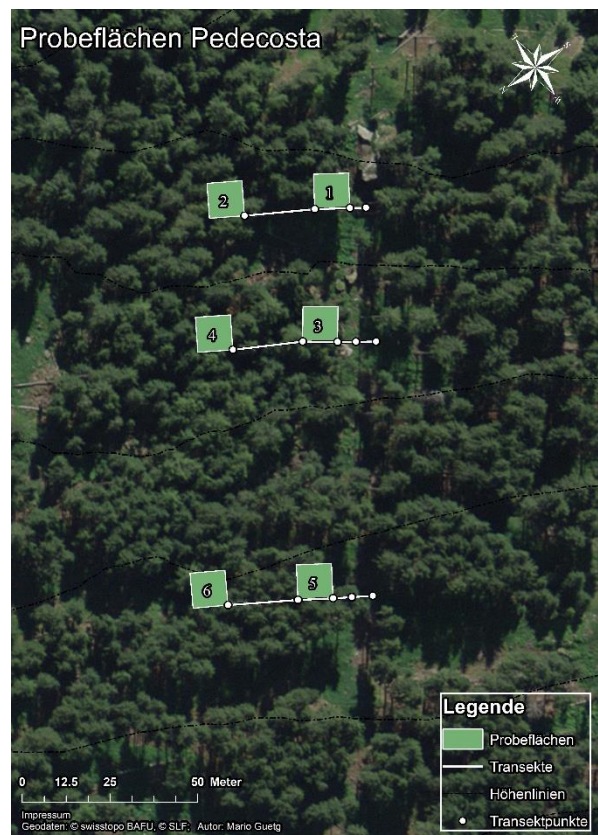 Probeflächen Pedecosta
1
2
3
4
5
6
Legende
Probeflächen
Transekte
Höhenlinien
Transektpunkte
0 12.5 25 50 Meter
Impressum
Geodaten: © swisstopo BAFU, © SLF; Autor: Mario Guetg